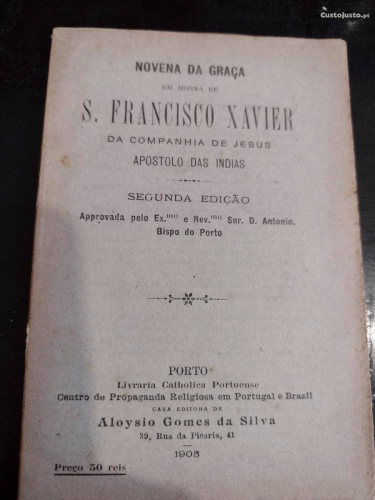 CustoJusto.pt
NOVENA DA GRAÇA
EM HONRA DE
S. FRANCISCO XAVIER
DA COMPANHIA DE JESUS
APOSTOLO DAS INDIAS
SEGUNDA EDIÇÃO
Approvada pelo Ex.mo e Rev.mo Snr. D. Antonio.
Bispo do Porto
PORTO
Livraria Catholica Portuense
Centro de Propaganda Religiosa em Portugal e Brazil
CASA EDITORA DE
Aloysio Gomes da Silva
39, Rua da Picaria, 41
1905
Preço 50 reis